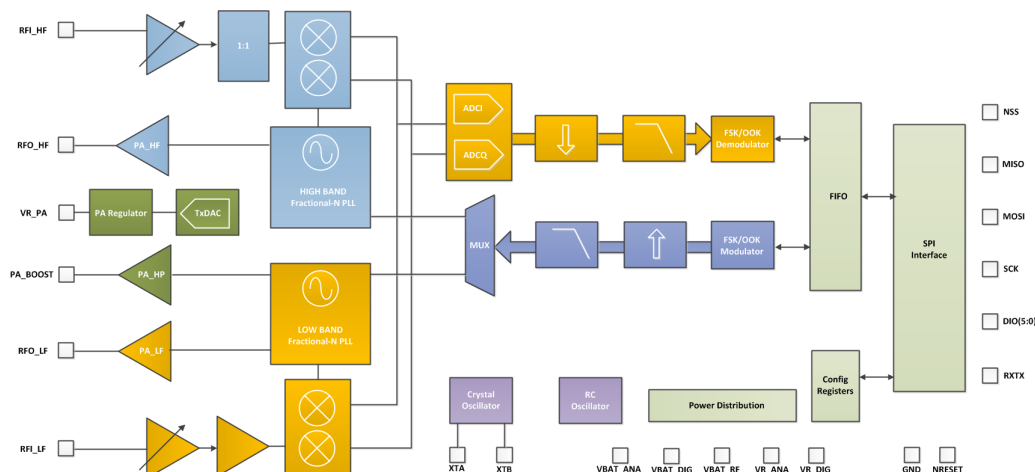 RFI_HF
1:1
RFO_HF
PA_HF
HIGH BAND
Fractional-N PLL
VR_PA
PA Regulator
TxDAC
PA_BOOST
PA_HP
RFO_LF
PA_LF
LOW BAND
Fractional-N PLL
RFI_LF
ADCI
ADCQ
FSK/OOK
Demodulator
MUX
FSK/OOK
Modulator
FIFO
SPI
Interface
Config
Registers
Crystal
Oscillator
RC
Oscillator
Power Distribution
NSS
MISO
MOSI
SCK
DIO(5:0)
RXTX
XTA
XTB
VBAT_ANA
VBAT_DIG
VBAT_RF
VR_ANA
VR_DIG
GND
NRESET